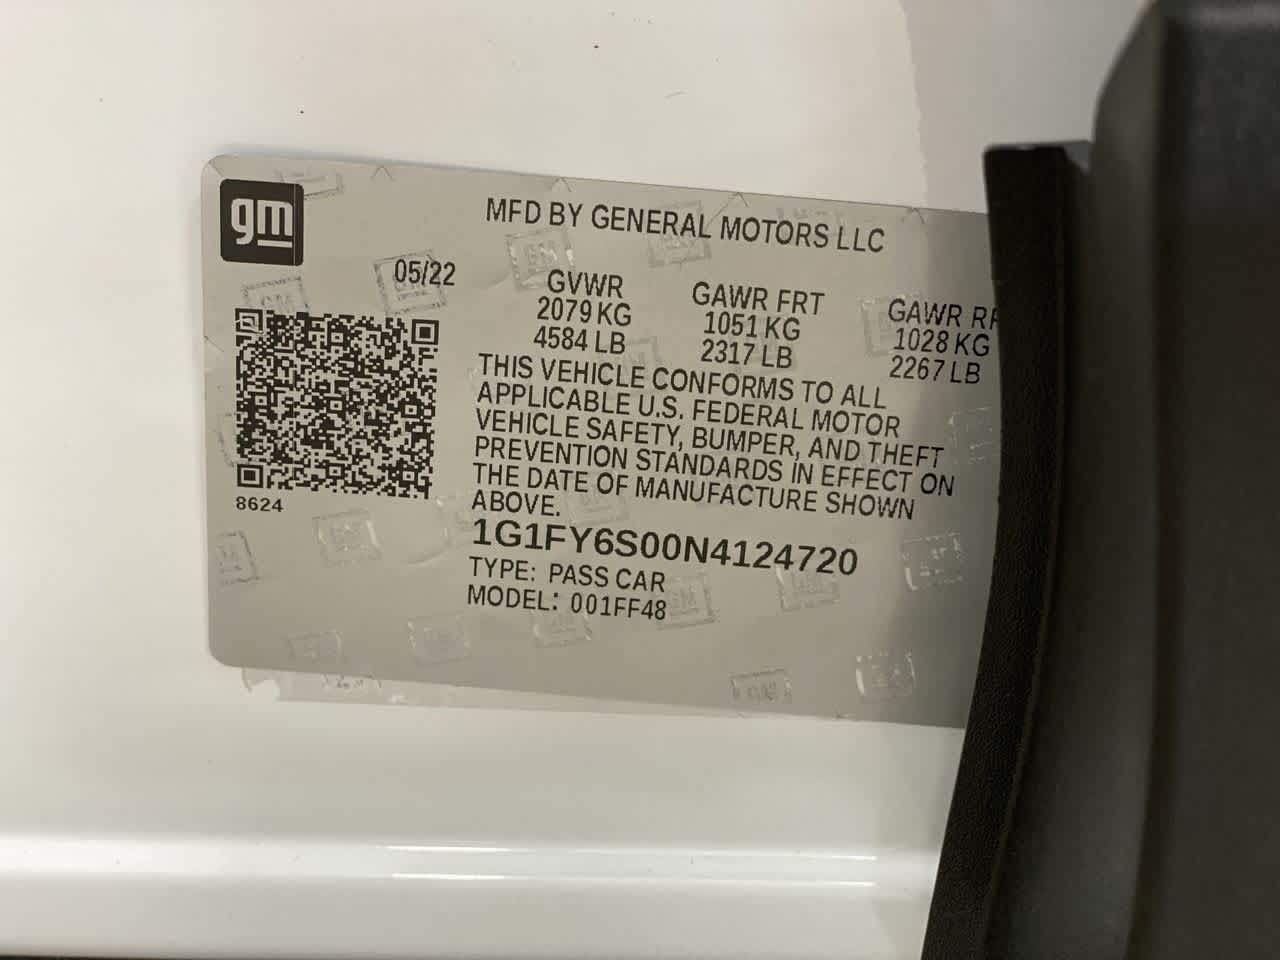 gm
MFD BY GENERAL MOTORS LLC
05/22
GVWR
2079 KG
4584 LB
GAWR FRT
1051 KG
2317 LB
GAWR
1028 KG
2267 LB
THIS VEHICLE CONFORMS TO ALL
APPLICABLE U.S. FEDERAL MOTOR
VEHICLE SAFETY, BUMPER, AND THEFT
PREVENTION STANDARDS IN EFFECT ON
THE DATE OF MANUFACTURE SHOWN
ABOVE.
8624
1G1FY6S00N4124720
TYPE: PASS CAR
MODEL: 001FF48